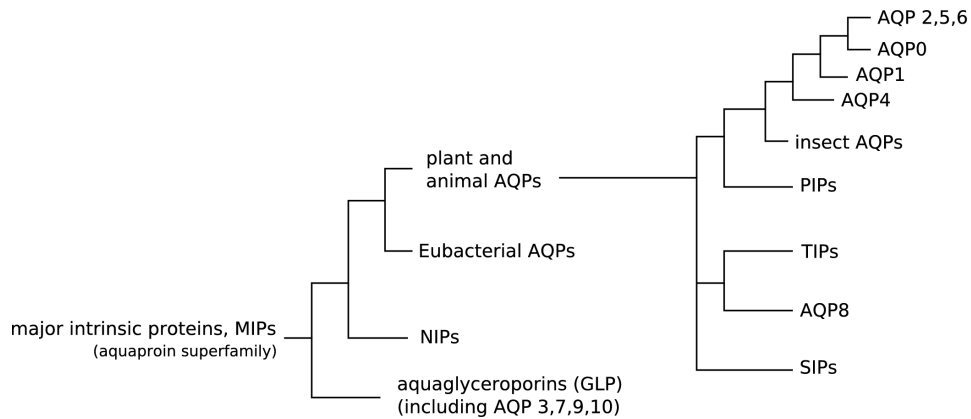 AQP 2,5,6
AQP0
AQP1
AQP4
insect AQPs
plant and
animal AQPs
PIPs
Eubacterial AQPs
TIPs
AQP8
major intrinsic proteins, MIPs
(aquaproin superfamily)
NIPs
SIPs
aquaglyceroporins (GLP)
(including AQP 3,7,9,10)